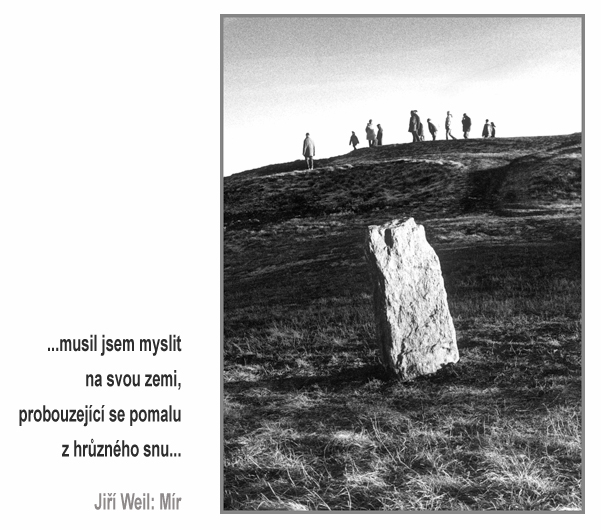 ...musil jsem myslit
na svou zemi,
probouzející se pomalu
z hrůzného snu...
Jiří Weil: Mír